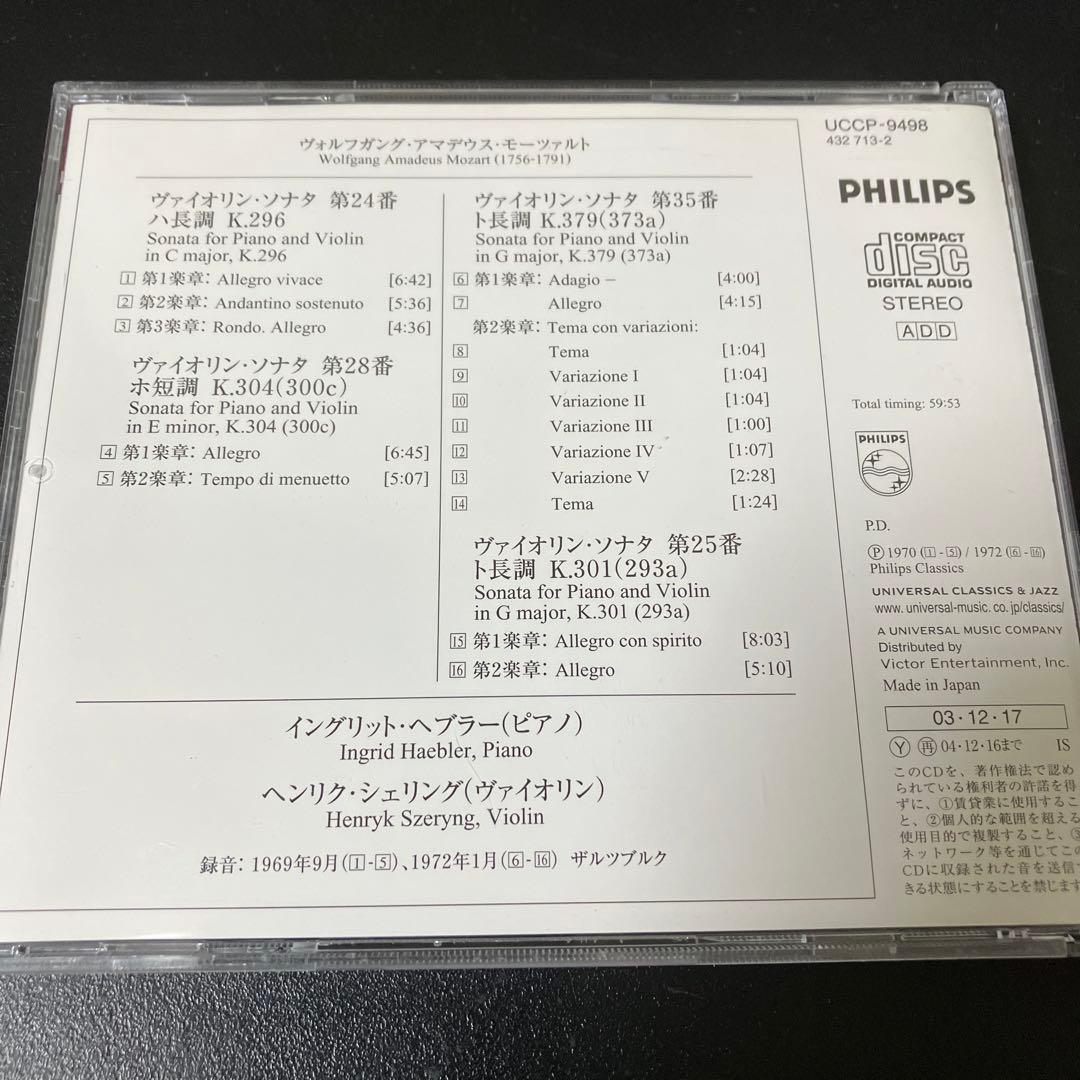 ヴォルフガング・アマデウス・モーツァルト
Wolfgang Amadeus Mozart (1756-1791)
ヴァイオリン・ソナタ 第24番
ハ長調 K.296
Sonata for Piano and Violin
in C major, K.296
1 第1楽章: Allegro vivace [6:42]
2 第2楽章: Andantino sostenuto [5:36]
3 第3楽章: Rondo. Allegro [4:36]
ヴァイオリン・ソナタ 第28番
ホ短調 K.304(300c)
Sonata for Piano and Violin
in E minor, K.304 (300c)
4 第1楽章: Allegro [6:45]
5 第2楽章: Tempo di menuetto [5:07]
ヴァイオリン・ソナタ 第35番
ト長調 K.379(373a)
Sonata for Piano and Violin
in G major, K.379 (373a)
6 第1楽章: Adagio – [4:00]
7 Allegro [4:15]
第2楽章: Tema con variazioni:
8 Tema [1:04]
9 Variazione I [1:04]
10 Variazione II [1:04]
11 Variazione III [1:00]
12 Variazione IV [1:07]
13 Variazione V [2:28]
14 Tema [1:24]
ヴァイオリン・ソナタ 第25番
ト長調 K.301(293a)
Sonata for Piano and Violin
in G major, K.301 (293a)
15 第1楽章: Allegro con spirito [8:03]
16 第2楽章: Allegro [5:10]
イングリット・ヘブラー(ピアノ)
Ingrid Haebler, Piano
ヘンリク・シェリング(ヴァイオリン)
Henryk Szeryng, Violin
録音: 1969年9月(1-5)、1972年1月(6-16) ザルツブルク
UCCP-9498
432 713-2
PHILIPS
COMPACT
disc
DIGITAL AUDIO
STEREO
ADD
Total timing: 59:53
PHILIPS
P.D.
Ⓟ 1970 (1-5) / 1972 (6-16)
Philips Classics
UNIVERSAL CLASSICS & JAZZ
www.universal-music.co.jp/classics/
A UNIVERSAL MUSIC COMPANY
Distributed by
Victor Entertainment, Inc.
Made in Japan
03・12・17
Ⓨ 再 04・12・16まで IS
このCDを、著作権法で認め
られている権利者の許諾を得
ずに、①賃貸業に使用するこ
と、②個人的な範囲を超える
使用目的で複製すること、③
ネットワーク等を通じてこの
CDに収録された音を送信で
きる状態にすることを禁じます